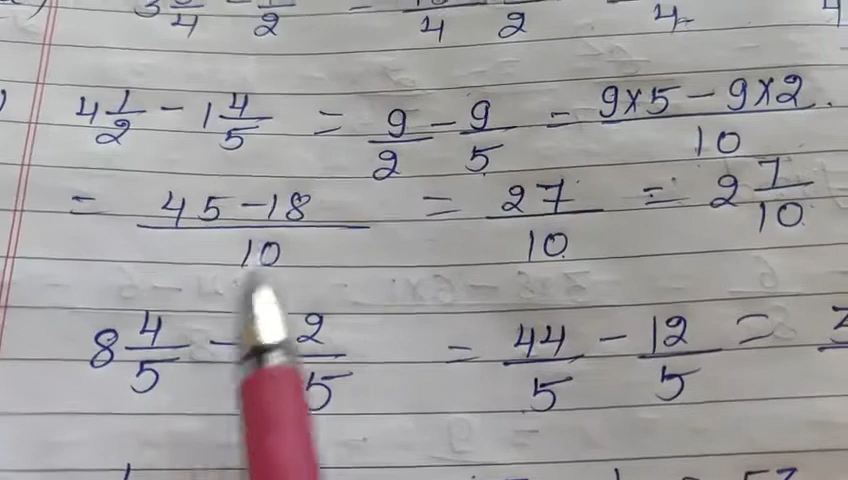 4 1/2 - 1 4/5 = 9/2 - 9/5 = 9×5 - 9×2/10
= 45-18/10 = 27/10 = 2 7/10
8 4/5 - 2/5 = 44/5 - 12/5 =